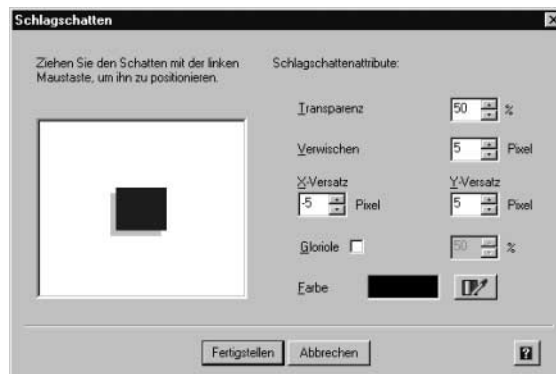 Schlagschatten
Ziehen Sie den Schatten mit der linken
Maustaste, um ihn zu positionieren.
Schlagschattenattribute:
Transparenz 50 %
Verwischen 5 Pixel
X-Versatz Y-Versatz
-5 Pixel 5 Pixel
Gloriole 50 %
Farbe
Fertigstellen Abbrechen ?